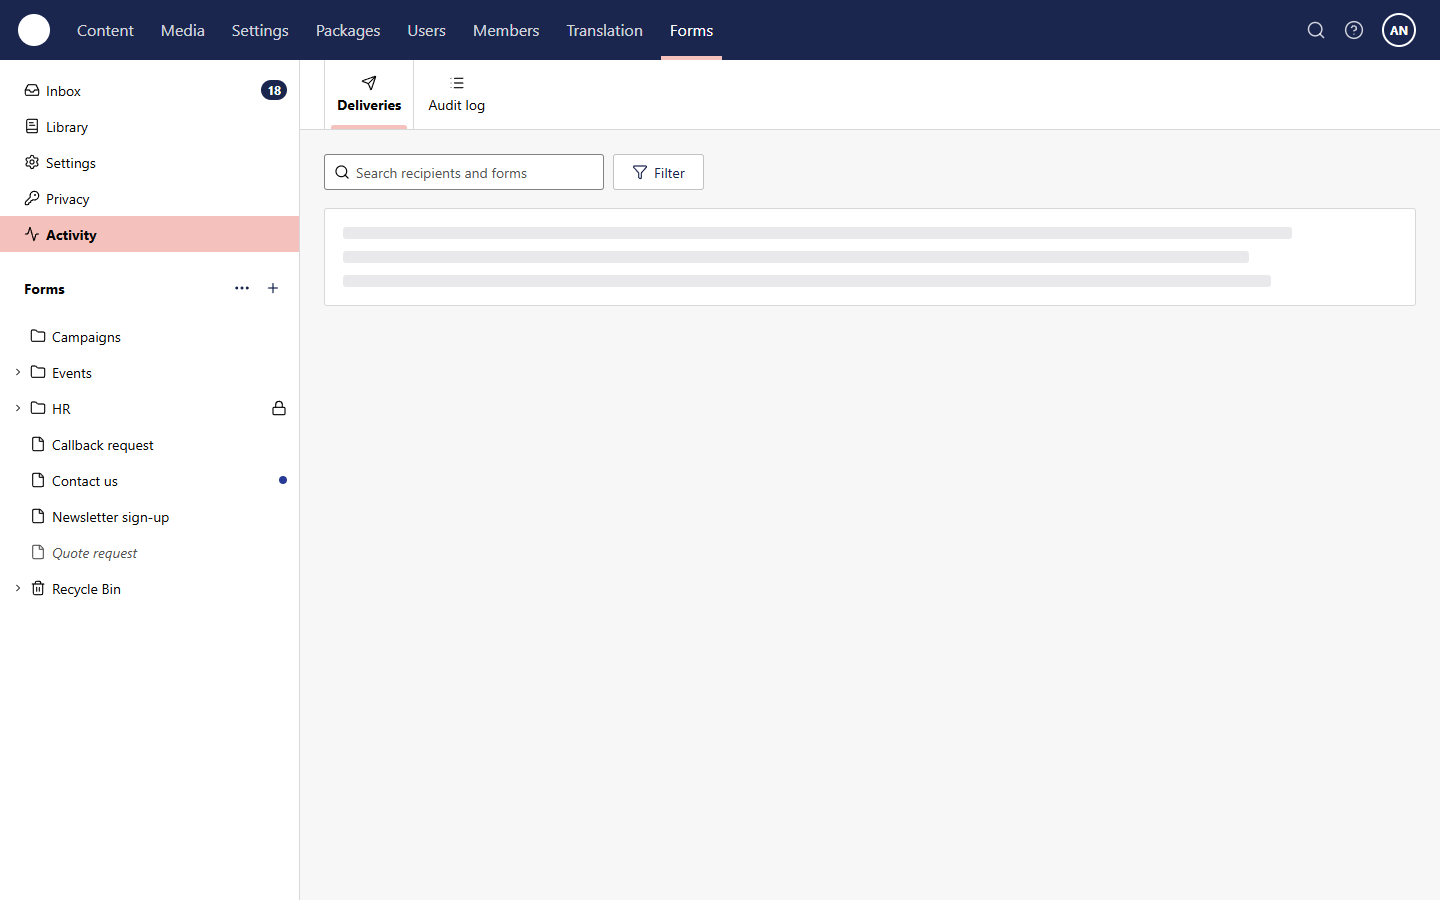 Content Media Settings Packages Users Members Translation Forms AN
Inbox 18
Library
Settings
Privacy
Activity
Forms
Campaigns
Events
HR
Callback request
Contact us
Newsletter sign-up
Quote request
Recycle Bin
Deliveries Audit log
Search recipients and forms Filter